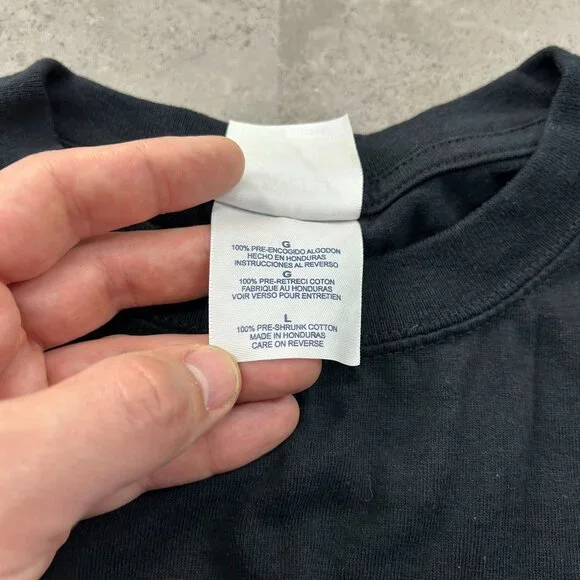 G
100% PRE-ENCOGIDO ALGODON
HECHO EN HONDURAS
INSTRUCCIONES AL REVERSO
G
100% PRE-RETRECI COTON
FABRIQUE AU HONDURAS
VOIR VERSO POUR ENTRETIEN
L
100% PRE-SHRUNK COTTON
MADE IN HONDURAS
CARE ON REVERSE